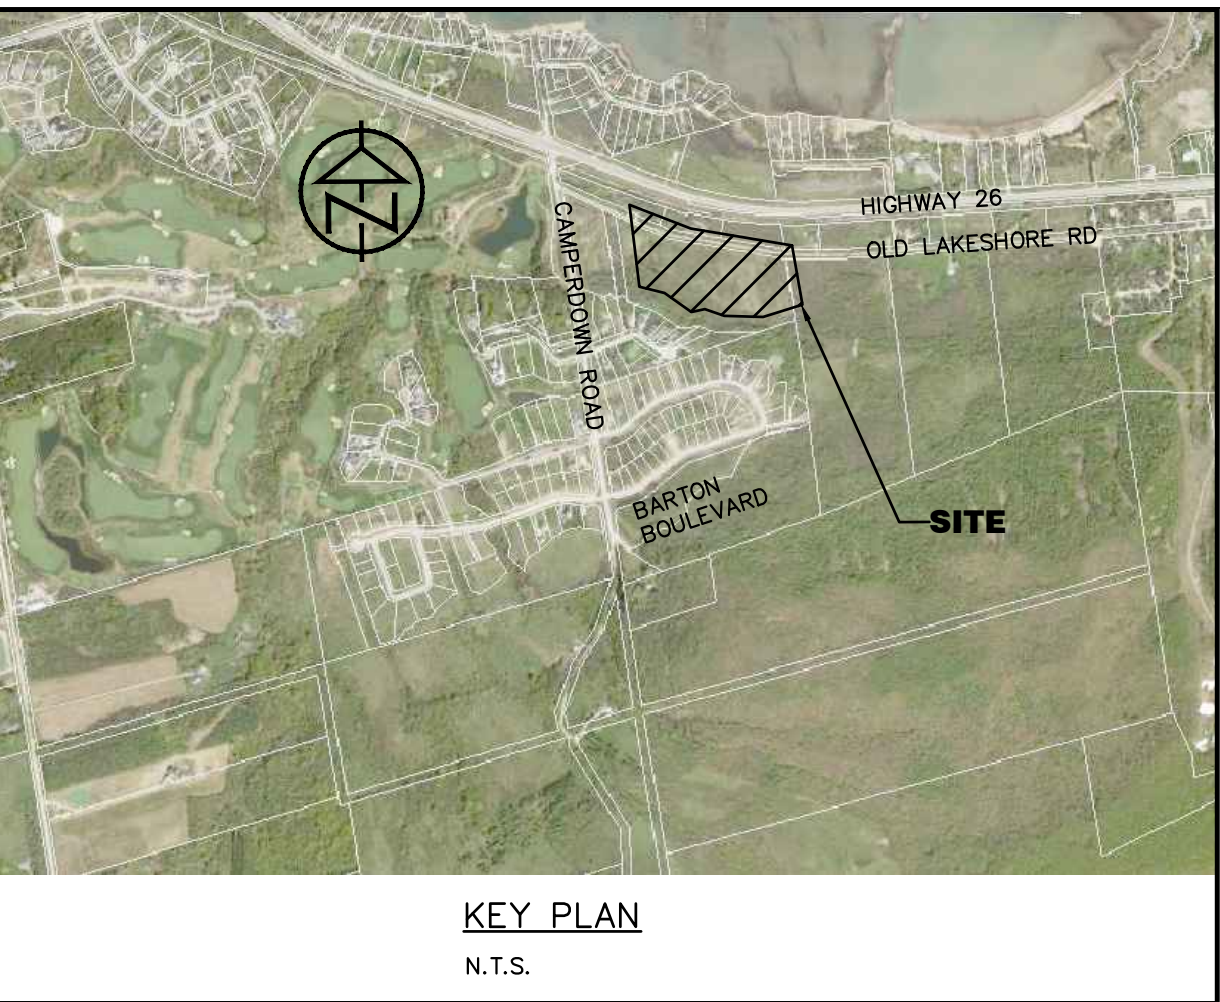 N
HIGHWAY 26
OLD LAKESHORE RD
CAMPERDOWN ROAD
BARTON
BOULEVARD
SITE
KEY PLAN
N.T.S.